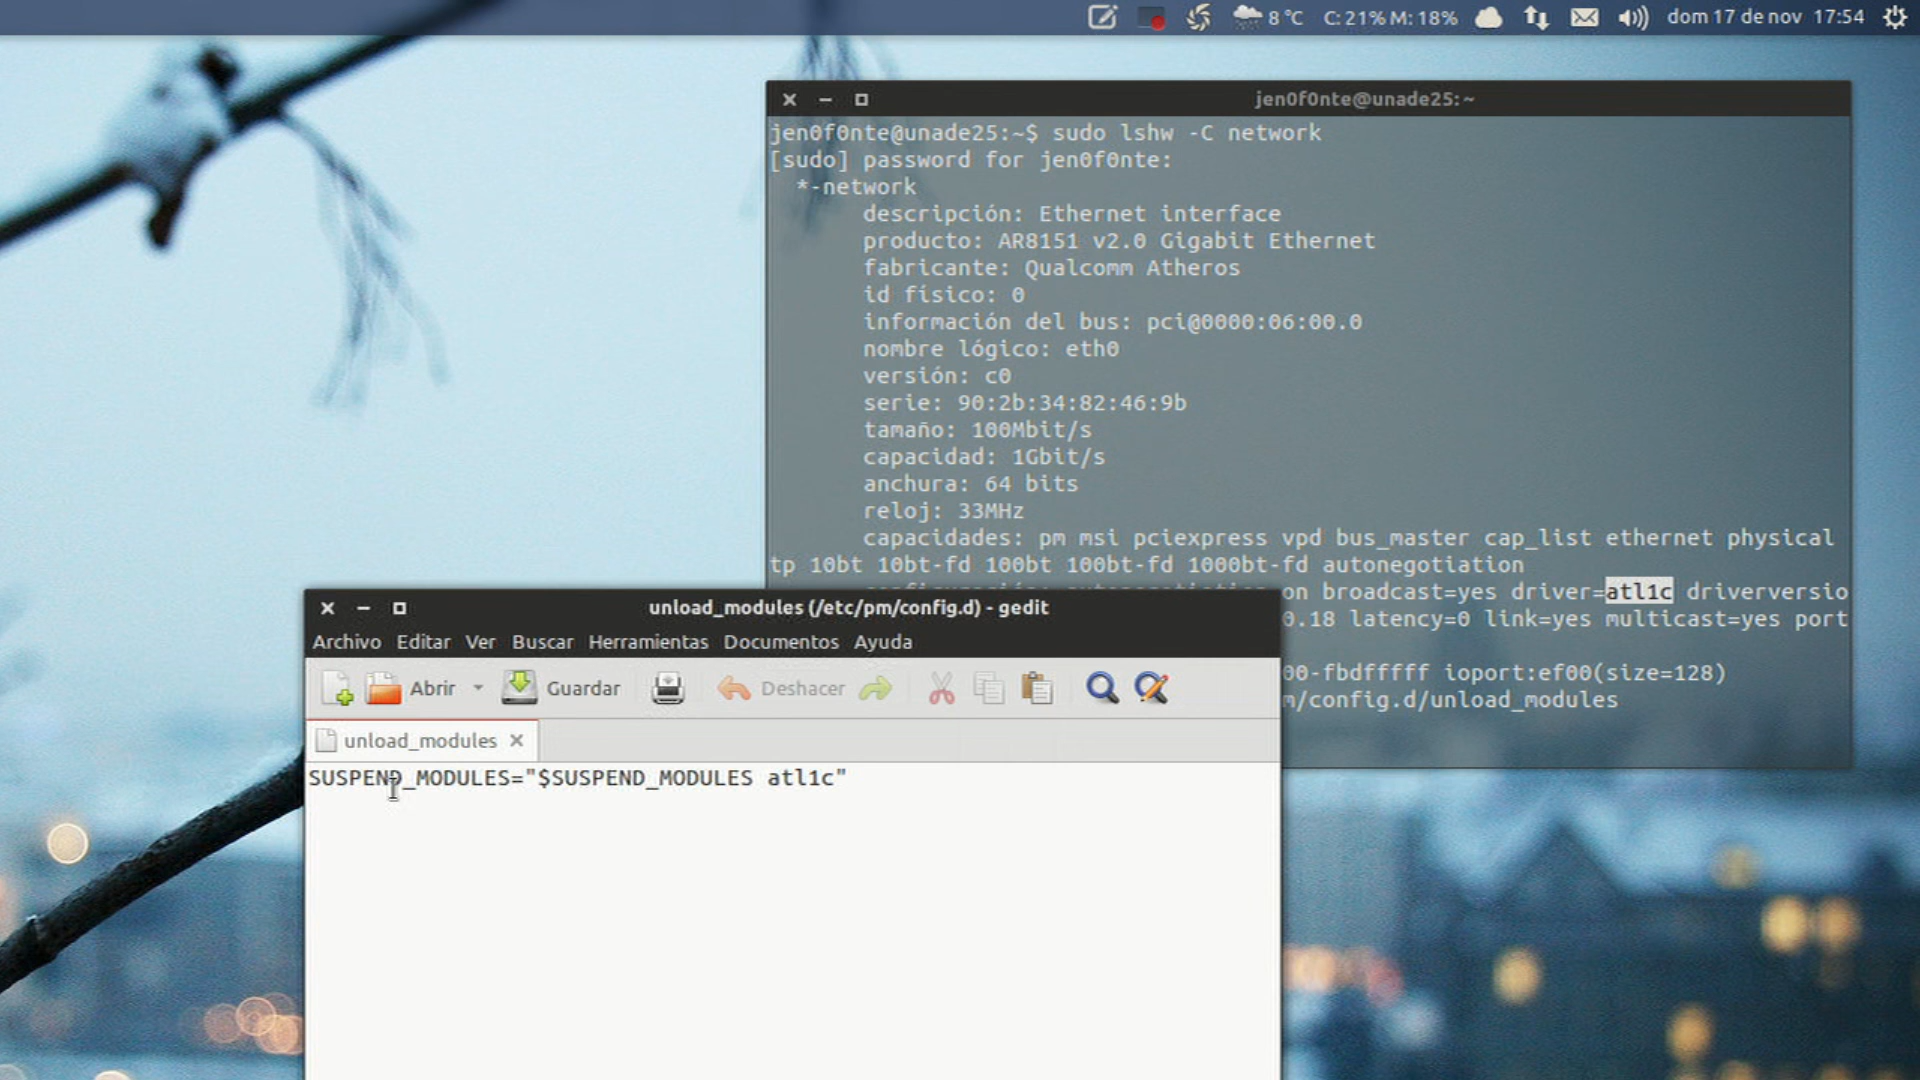 8 °C C: 21% M: 18% dom 17 de nov 17:54
jen0f0nte@unade25: ~
jen0f0nte@unade25:~$ sudo lshw -C network
[sudo] password for jen0f0nte:
*-network
descripción: Ethernet interface
producto: AR8151 v2.0 Gigabit Ethernet
fabricante: Qualcomm Atheros
id físico: 0
información del bus: pci@0000:06:00.0
nombre lógico: eth0
versión: c0
serie: 90:2b:34:82:46:9b
tamaño: 100Mbit/s
capacidad: 1Gbit/s
anchura: 64 bits
reloj: 33MHz
capacidades: pm msi pciexpress vpd bus_master cap_list ethernet physical
tp 10bt 10bt-fd 100bt 100bt-fd 1000bt-fd autonegotiation
on broadcast=yes driver=atl1c driverversio
0.18 latency=0 link=yes multicast=yes port
00-fbdfffff ioport:ef00(size=128)
m/config.d/unload_modules
unload_modules (/etc/pm/config.d) - gedit
Archivo Editar Ver Buscar Herramientas Documentos Ayuda
Abrir Guardar Deshacer
unload_modules
SUSPEND_MODULES="$SUSPEND_MODULES atl1c"